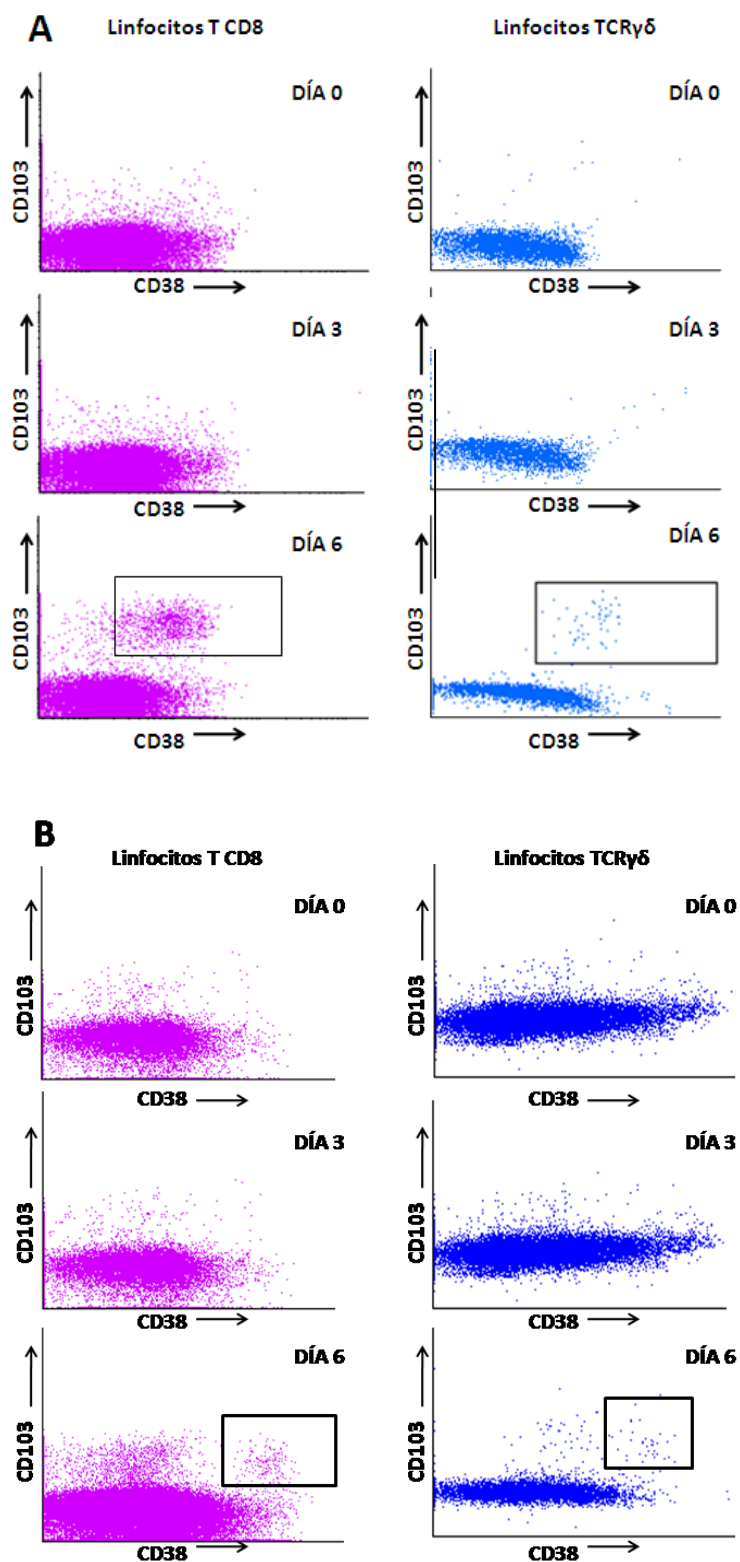 A
Linfocitos T CD8
Linfocitos TCRγδ
DÍA 0
CD103
CD38
DÍA 0
CD103
CD38
DÍA 3
CD103
CD38
DÍA 3
CD103
CD38
DÍA 6
CD103
CD38
DÍA 6
CD103
CD38
B
Linfocitos T CD8
Linfocitos TCRγδ
DÍA 0
CD103
CD38
DÍA 0
CD103
CD38
DÍA 3
CD103
CD38
DÍA 3
CD103
CD38
DÍA 6
CD103
CD38
DÍA 6
CD103
CD38